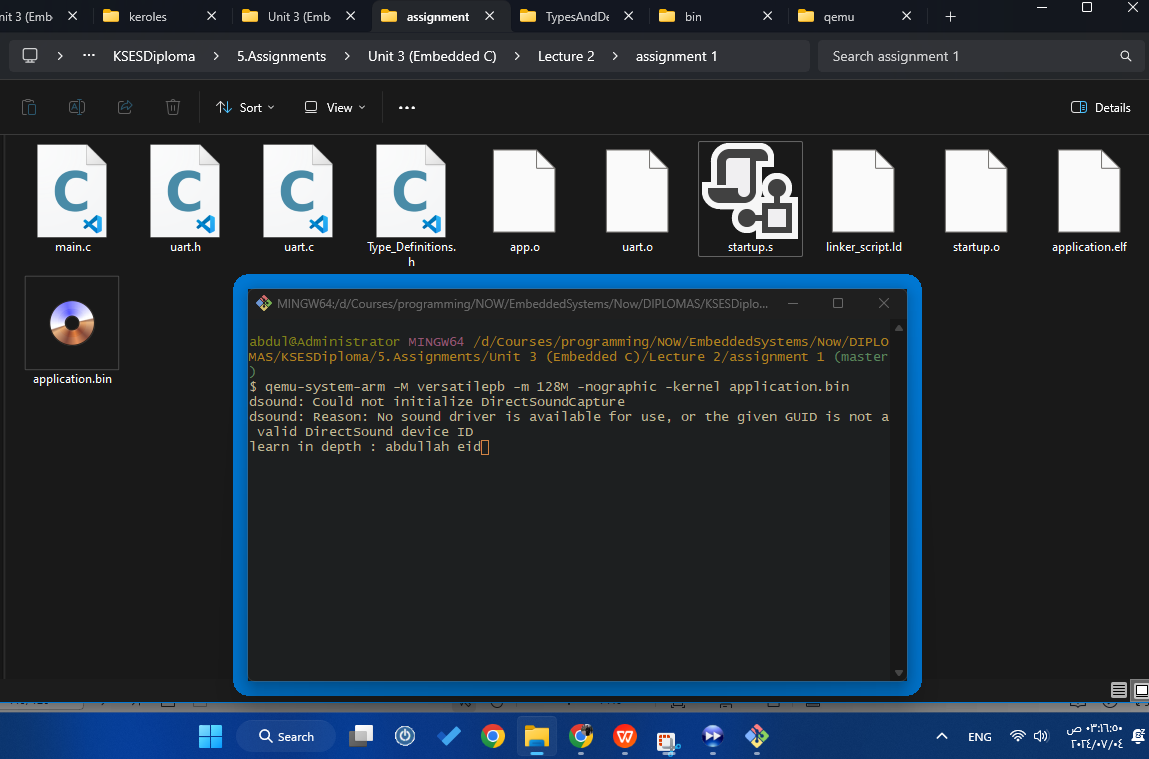 nit 3 (Emb
keroles
Unit 3 (Emb
assignment
TypesAndDe
bin
qemu
KSESDiploma
5.Assignments
Unit 3 (Embedded C)
Lecture 2
assignment 1
Search assignment 1
Sort
View
Details
main.c
uart.h
uart.c
Type_Definitions.
h
app.o
uart.o
startup.s
linker_script.ld
startup.o
application.elf
application.bin
MINGW64:/d/Courses/programming/NOW/EmbeddedSystems/Now/DIPLOMAS/KSESDiplo...
abdul@Administrator MINGW64 /d/Courses/programming/NOW/EmbeddedSystems/Now/DIPLO
MAS/KSESDiploma/5.Assignments/Unit 3 (Embedded C)/Lecture 2/assignment 1 (master
)
$ qemu-system-arm -M versatilepb -m 128M -nographic -kernel application.bin
dsound: Could not initialize DirectSoundCapture
dsound: Reason: No sound driver is available for use, or the given GUID is not a
 valid DirectSound device ID
learn in depth : abdullah eid
Search
ENG
٠٣:١٦:٥٠ ص
٢٠٢٤/٠٧/٠٤